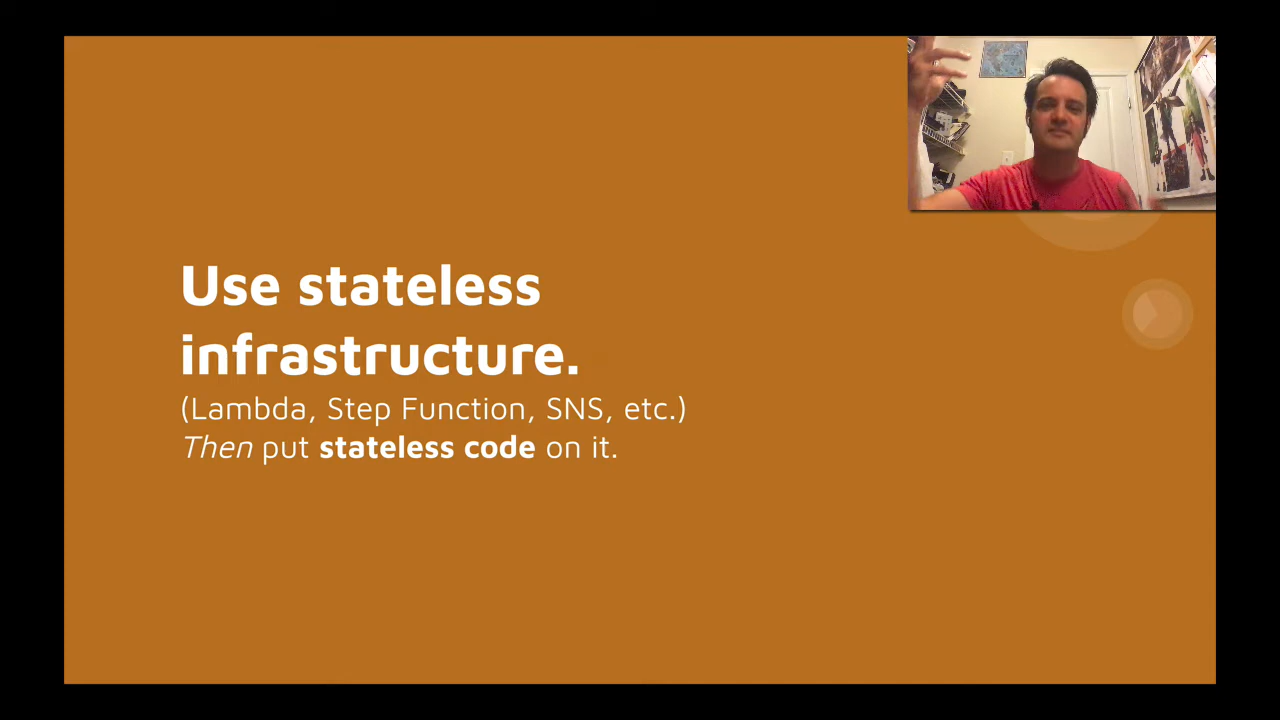 Use stateless
infrastructure.
(Lambda, Step Function, SNS, etc.)
Then put stateless code on it.